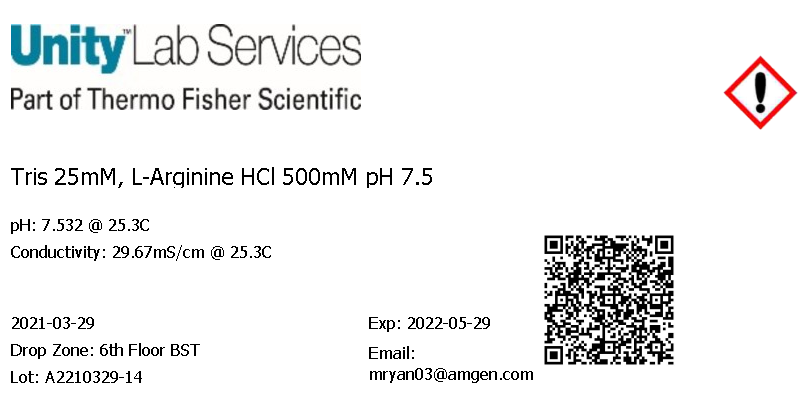 Unity™ Lab Services
Part of Thermo Fisher Scientific
Tris 25mM, L-Arginine HCl 500mM pH 7.5
pH: 7.532 @ 25.3C
Conductivity: 29.67mS/cm @ 25.3C
2021-03-29
Exp: 2022-05-29
Drop Zone: 6th Floor BST
Email:
mryan03@amgen.com
Lot: A2210329-14